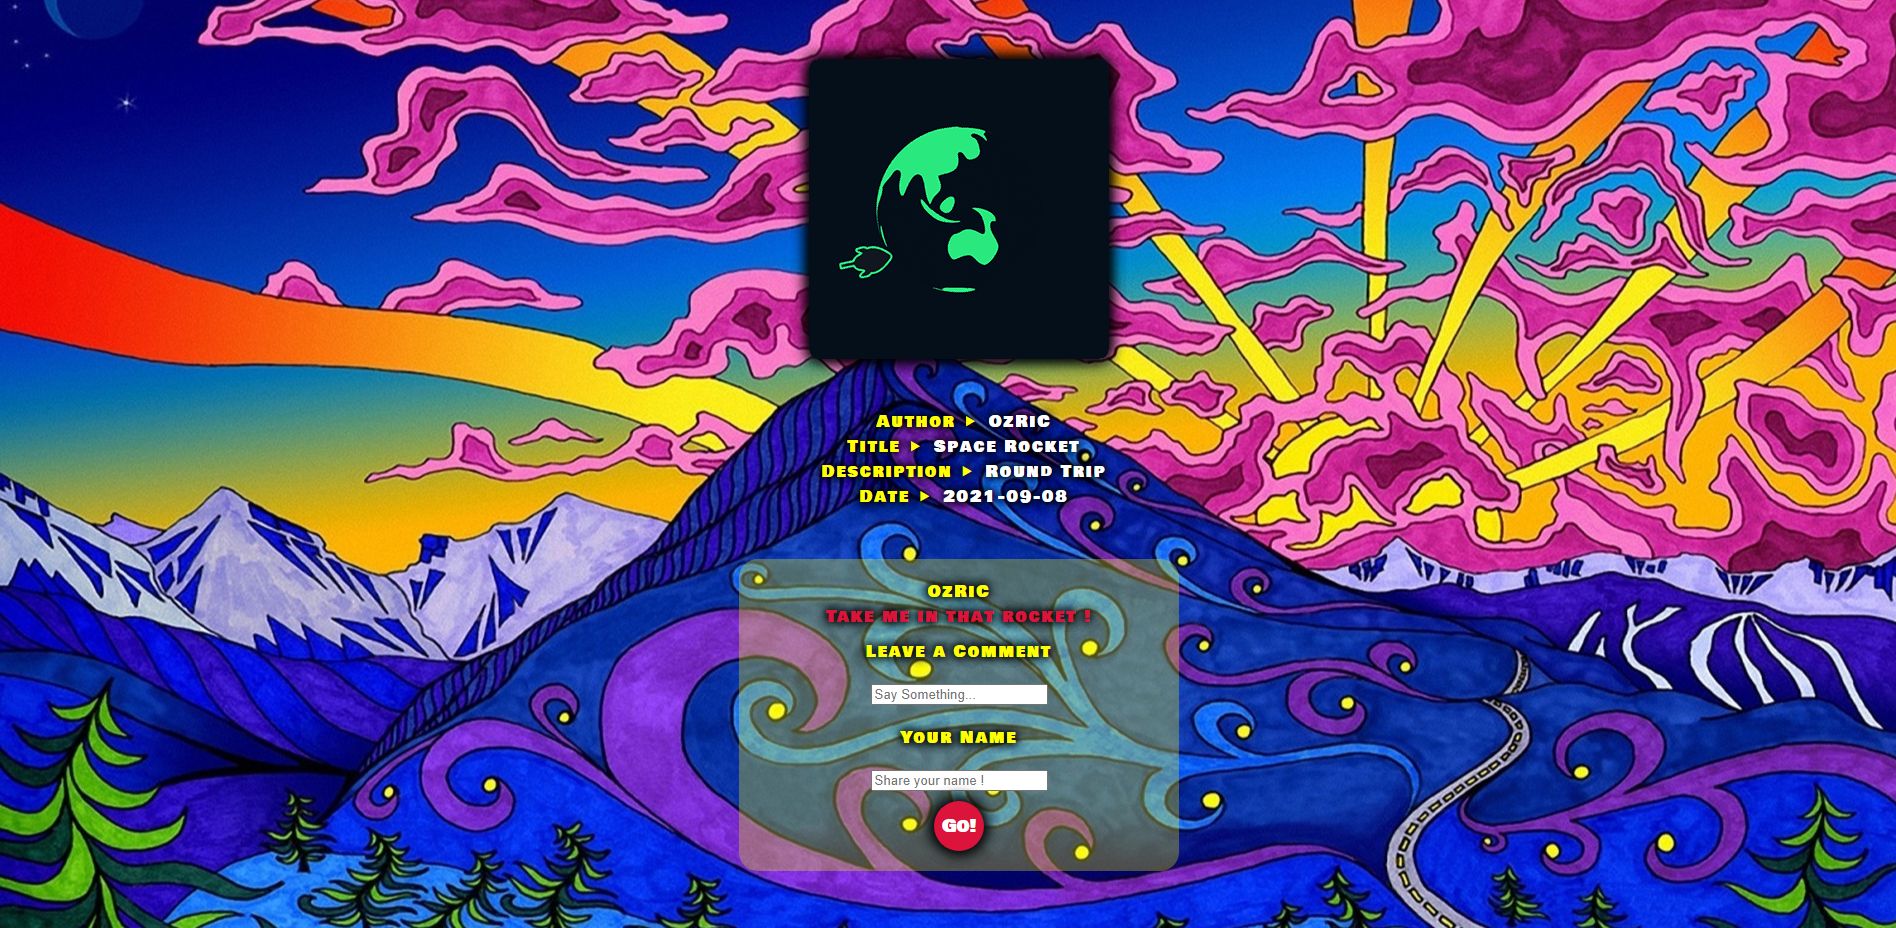 Author ▸ OzRic
Title ▸ Space Rocket
Description ▸ Round Trip
Date ▸ 2021-09-08
OzRic
Take me in that rocket !
Leave a Comment
Say Something...
Your Name
Share your name !
GO!